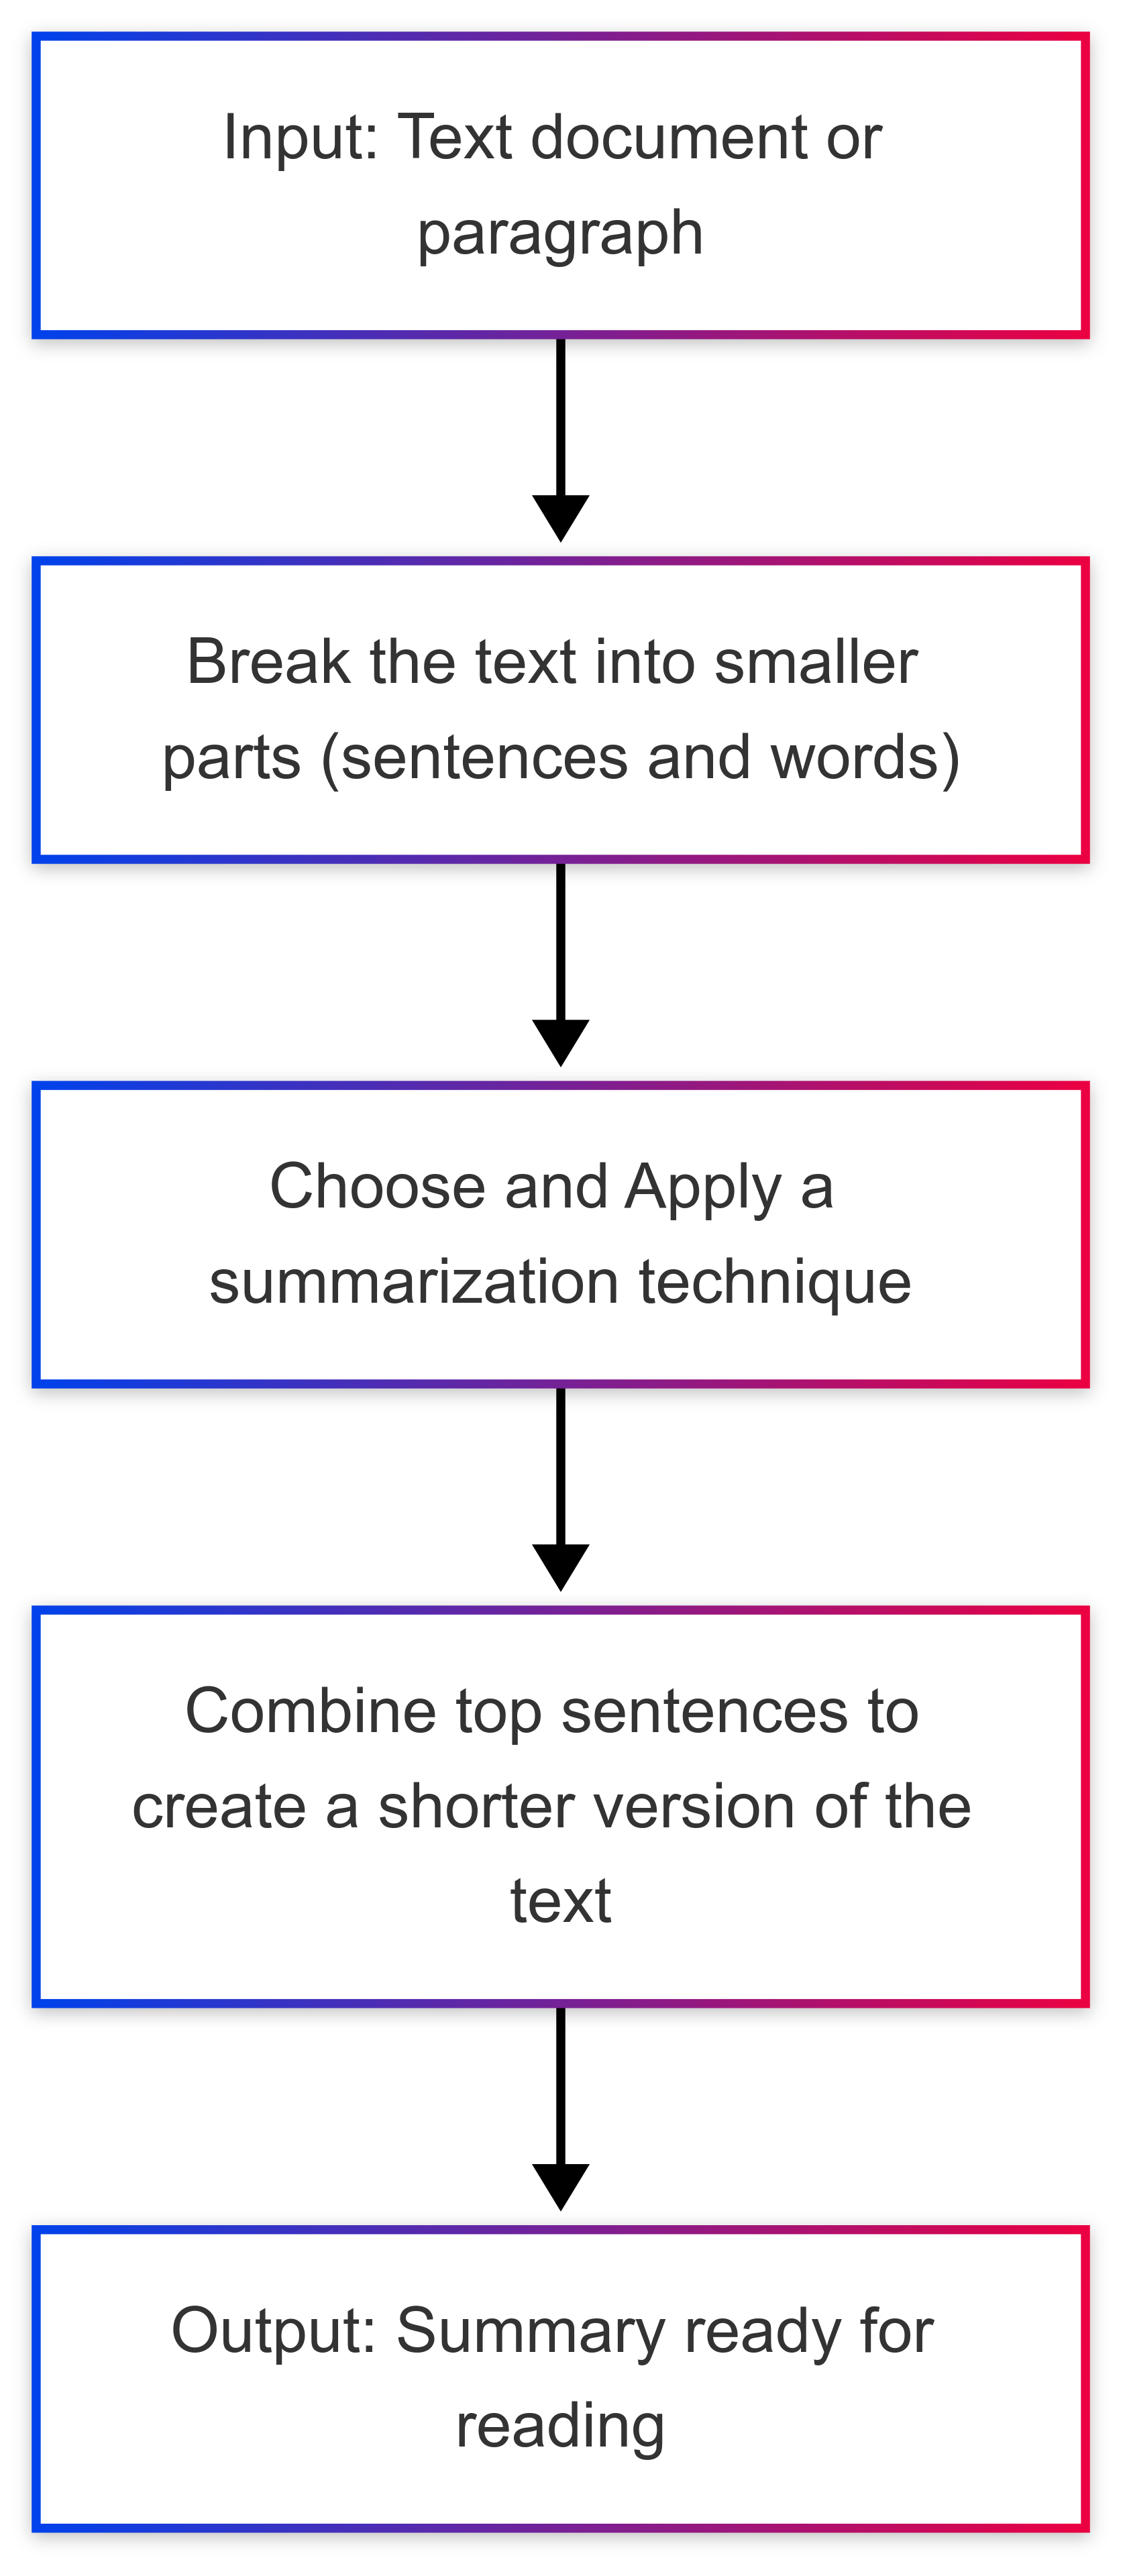 Input: Text document or
paragraph
Break the text into smaller
parts (sentences and words)
Choose and Apply a
summarization technique
Combine top sentences to
create a shorter version of the
text
Output: Summary ready for
reading